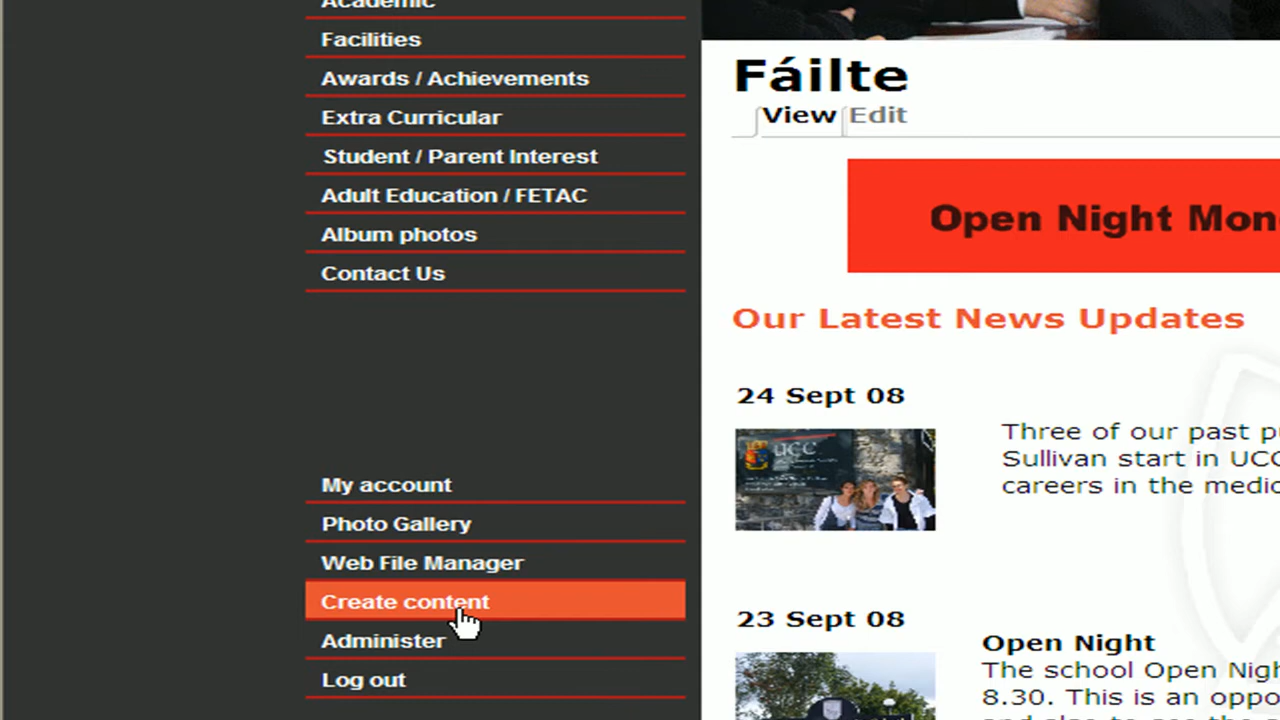 Academic
Facilities
Awards / Achievements
Extra Curricular
Student / Parent Interest
Adult Education / FETAC
Album photos
Contact Us
My account
Photo Gallery
Web File Manager
Create content
Administer
Log out
Fáilte
View Edit
Open Night Mon
Our Latest News Updates
24 Sept 08
ucc
Three of our past
Sullivan start in UCC
careers in the
23 Sept 08
Open Night
The school Open
8.30. This is an